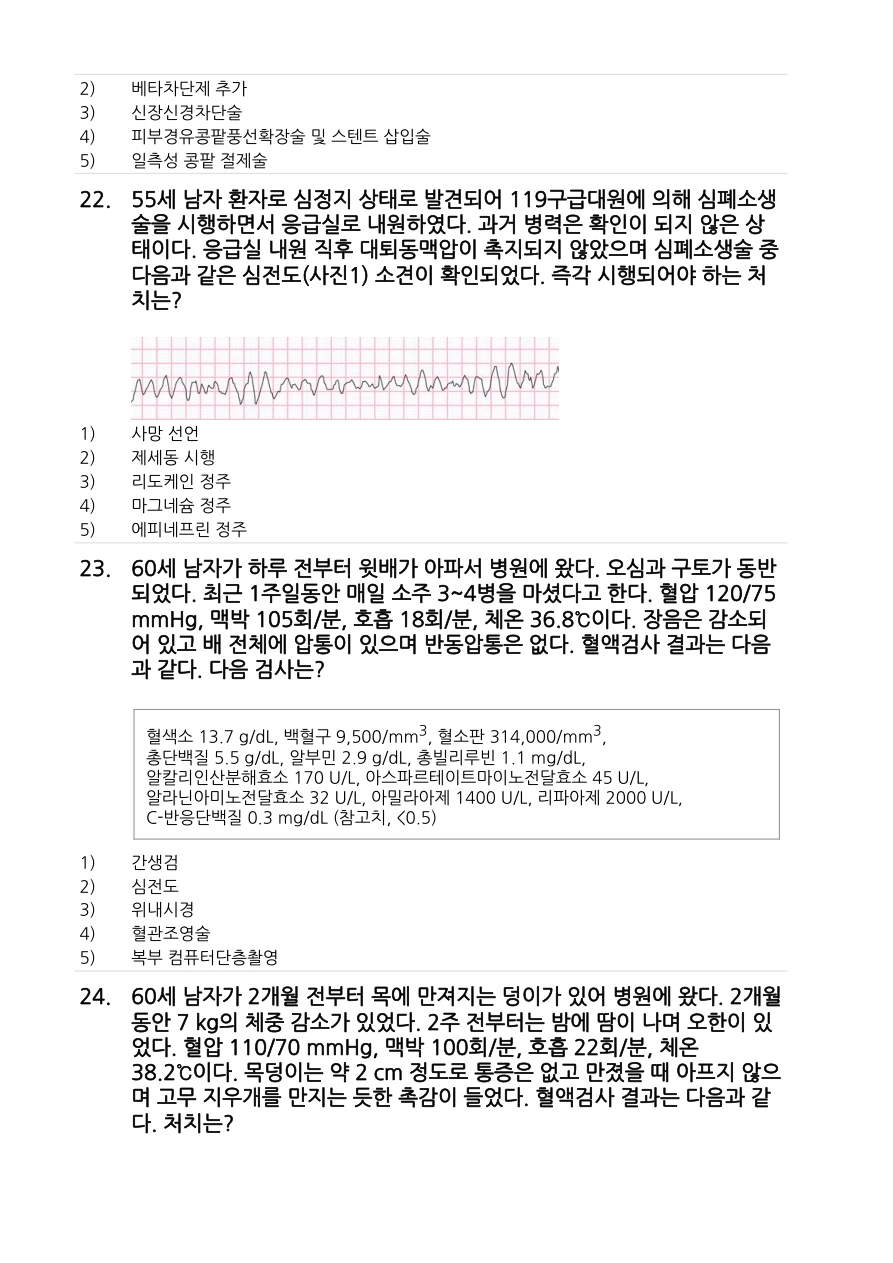 2) 베타차단제 추가
3) 신장신경차단술
4) 피부경유콩팥풍선확장술 및 스텐트 삽입술
5) 일측성 콩팥 절제술
22. 55세 남자 환자로 심정지 상태로 발견되어 119구급대원에 의해 심폐소생
술을 시행하면서 응급실로 내원하였다. 과거 병력은 확인이 되지 않은 상
태이다. 응급실 내원 직후 대퇴동맥압이 촉지되지 않았으며 심폐소생술 중
다음과 같은 심전도(사진1) 소견이 확인되었다. 즉각 시행되어야 하는 처
치는?
1) 사망 선언
2) 제세동 시행
3) 리도케인 정주
4) 마그네슘 정주
5) 에피네프린 정주
23. 60세 남자가 하루 전부터 윗배가 아파서 병원에 왔다. 오심과 구토가 동반
되었다. 최근 1주일동안 매일 소주 3~4병을 마셨다고 한다. 혈압 120/75
mmHg, 맥박 105회/분, 호흡 18회/분, 체온 36.8℃이다. 장음은 감소되
어 있고 배 전체에 압통이 있으며 반동압통은 없다. 혈액검사 결과는 다음
과 같다. 다음 검사는?
혈색소 13.7 g/dL, 백혈구 9,500/mm³, 혈소판 314,000/mm³,
총단백질 5.5 g/dL, 알부민 2.9 g/dL, 총빌리루빈 1.1 mg/dL,
알칼리인산분해효소 170 U/L, 아스파르테이트마이노전달효소 45 U/L,
알라닌아미노전달효소 32 U/L, 아밀라아제 1400 U/L, 리파아제 2000 U/L,
C-반응단백질 0.3 mg/dL (참고치, <0.5)
1) 간생검
2) 심전도
3) 위내시경
4) 혈관조영술
5) 복부 컴퓨터단층촬영
24. 60세 남자가 2개월 전부터 목에 만져지는 덩이가 있어 병원에 왔다. 2개월
동안 7 kg의 체중 감소가 있었다. 2주 전부터는 밤에 땀이 나며 오한이 있
었다. 혈압 110/70 mmHg, 맥박 100회/분, 호흡 22회/분, 체온
38.2℃이다. 목덩이는 약 2 cm 정도로 통증은 없고 만졌을 때 아프지 않으
며 고무 지우개를 만지는 듯한 촉감이 들었다. 혈액검사 결과는 다음과 같
다. 처치는?